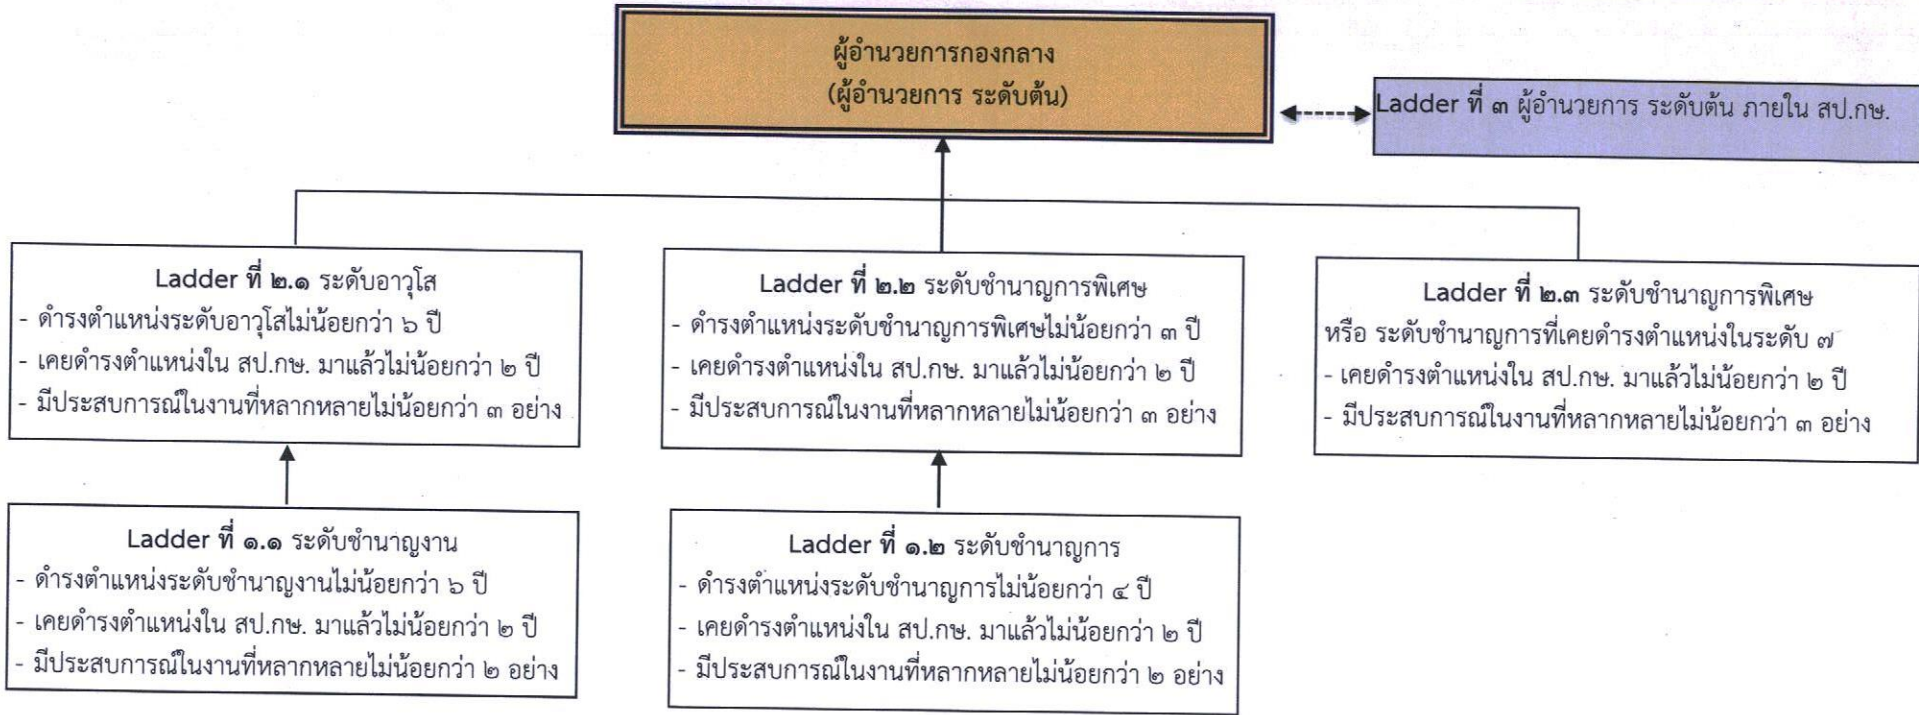 ผู้อำนวยการกองกลาง
(ผู้อำนวยการ ระดับต้น)
Ladder ที่ ๓ ผู้อำนวยการ ระดับต้น ภายใน สป.กษ.
Ladder ที่ ๒.๑ ระดับอาวุโส
- ดำรงตำแหน่งระดับอาวุโสไม่น้อยกว่า ๖ ปี
- เคยดำรงตำแหน่งใน สป.กษ. มาแล้วไม่น้อยกว่า ๒ ปี
- มีประสบการณ์ในงานที่หลากหลายไม่น้อยกว่า ๓ อย่าง
Ladder ที่ ๒.๒ ระดับชำนาญการพิเศษ
- ดำรงตำแหน่งระดับชำนาญการพิเศษไม่น้อยกว่า ๓ ปี
- เคยดำรงตำแหน่งใน สป.กษ. มาแล้วไม่น้อยกว่า ๒ ปี
- มีประสบการณ์ในงานที่หลากหลายไม่น้อยกว่า ๓ อย่าง
Ladder ที่ ๒.๓ ระดับชำนาญการพิเศษ
หรือ ระดับชำนาญการที่เคยดำรงตำแหน่งในระดับ ๗
- เคยดำรงตำแหน่งใน สป.กษ. มาแล้วไม่น้อยกว่า ๒ ปี
- มีประสบการณ์ในงานที่หลากหลายไม่น้อยกว่า ๓ อย่าง
Ladder ที่ ๑.๑ ระดับชำนาญงาน
- ดำรงตำแหน่งระดับชำนาญงานไม่น้อยกว่า ๖ ปี
- เคยดำรงตำแหน่งใน สป.กษ. มาแล้วไม่น้อยกว่า ๒ ปี
- มีประสบการณ์ในงานที่หลากหลายไม่น้อยกว่า ๒ อย่าง
Ladder ที่ ๑.๒ ระดับชำนาญการ
- ดำรงตำแหน่งระดับชำนาญการไม่น้อยกว่า ๔ ปี
- เคยดำรงตำแหน่งใน สป.กษ. มาแล้วไม่น้อยกว่า ๒ ปี
- มีประสบการณ์ในงานที่หลากหลายไม่น้อยกว่า ๒ อย่าง